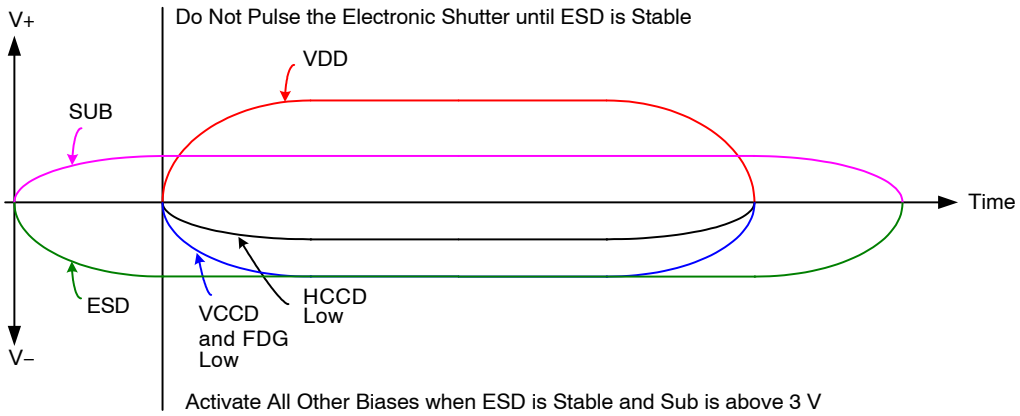 V+
Do Not Pulse the Electronic Shutter until ESD is Stable
VDD
SUB
Time
ESD
VCCD
and FDG
Low
HCCD
Low
V−
Activate All Other Biases when ESD is Stable and Sub is above 3 V